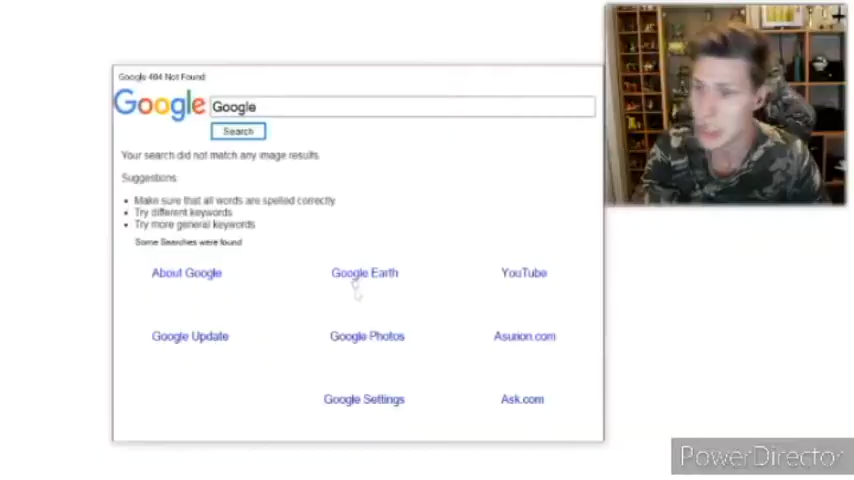 Google 404 Not Found
Google Google
Search
Your search did not match any image results.
Suggestions:
• Make sure that all words are spelled correctly
• Try different keywords
• Try more general keywords
Some Searches were found
About Google Google Earth YouTube
Google Update Google Photos Asurion.com
Google Settings Ask.com
PowerDirector